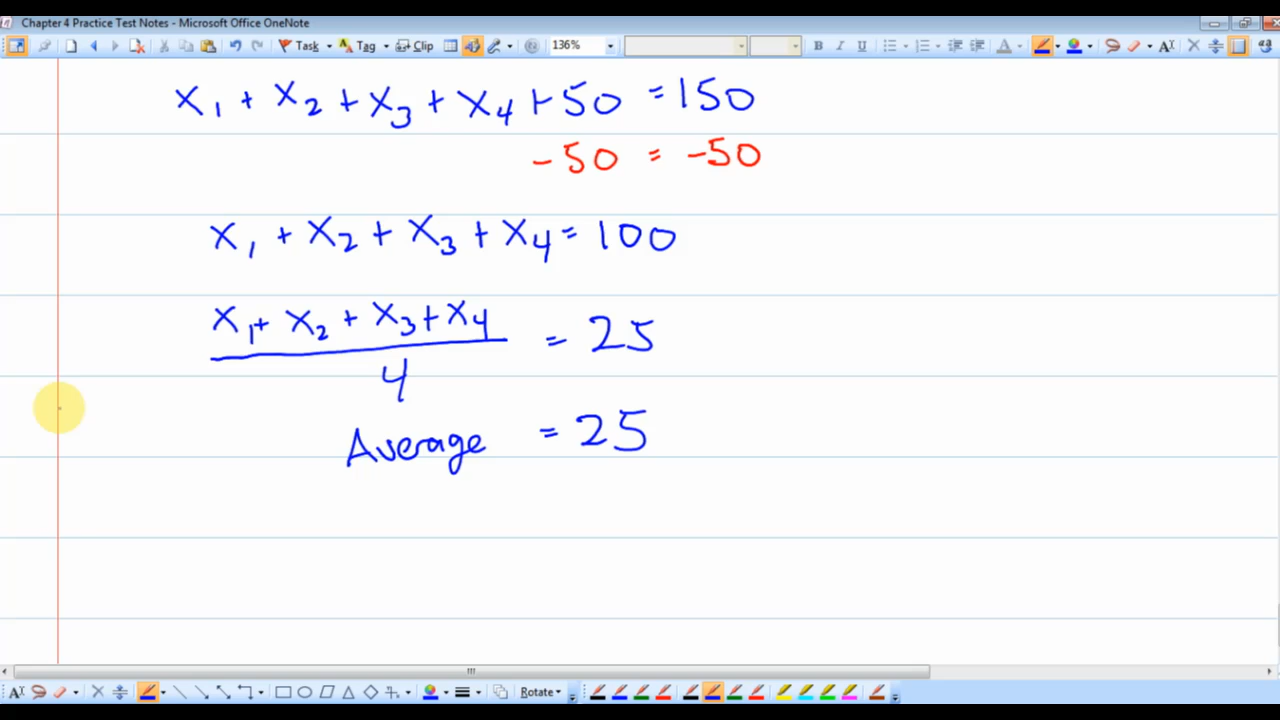 Chapter 4 Practice Test Notes - Microsoft Office OneNote
Task Tag Clip 136% B I U A
x₁ + x₂ + x₃ + x₄ + 50 = 150
-50 = -50
x₁ + x₂ + x₃ + x₄ = 100
x₁ + x₂ + x₃ + x₄
= 25
4
Average = 25
Rotate